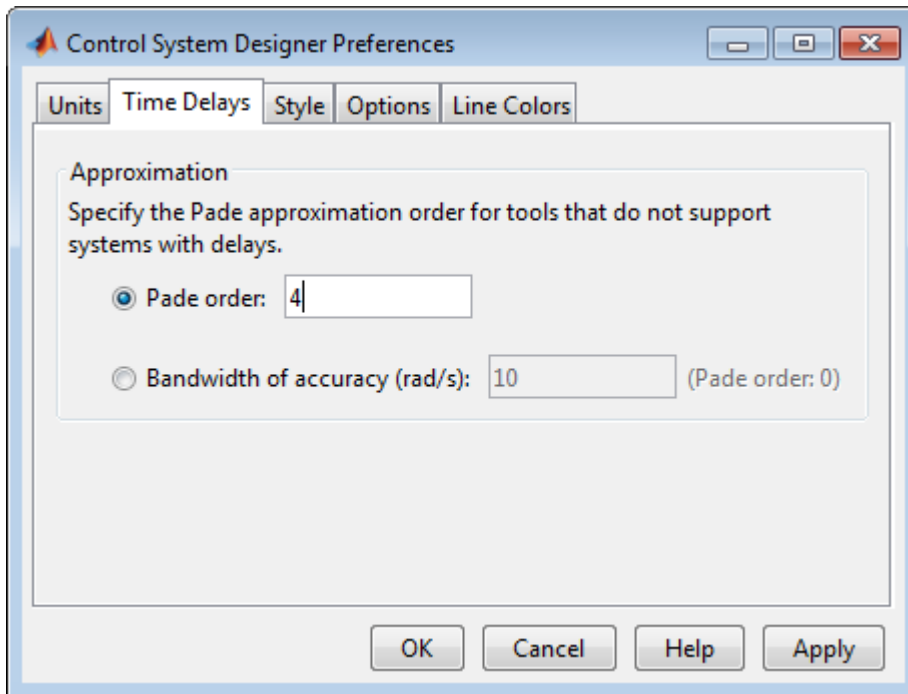 Control System Designer Preferences
Units Time Delays Style Options Line Colors
Approximation
Specify the Pade approximation order for tools that do not support
systems with delays.
Pade order: 4
Bandwidth of accuracy (rad/s): 10 (Pade order: 0)
OK Cancel Help Apply